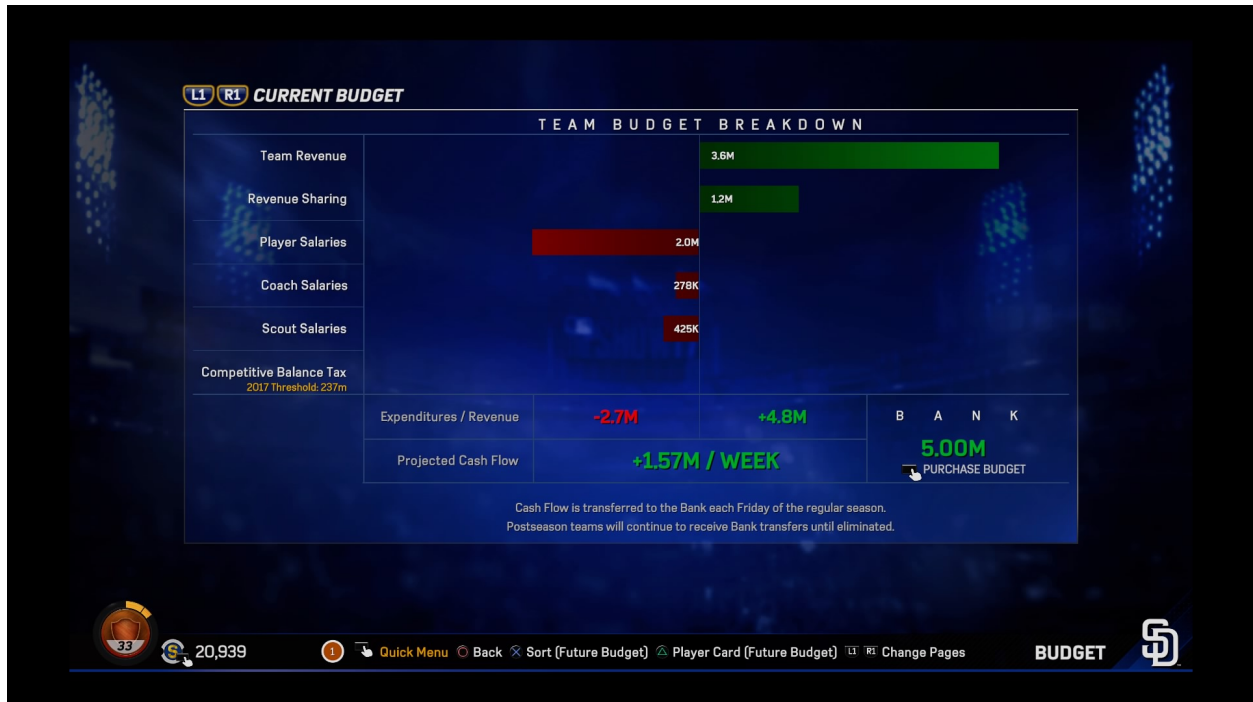 L1 R1 CURRENT BUDGET
TEAM BUDGET BREAKDOWN
Team Revenue 3.6M
Revenue Sharing 1.2M
Player Salaries 2.0M
Coach Salaries 278K
Scout Salaries 425K
Competitive Balance Tax
2017 Threshold: 237m
Expenditures / Revenue -2.7M +4.8M BANK
Projected Cash Flow +1.57M / WEEK 5.00M
PURCHASE BUDGET
Cash Flow is transferred to the Bank each Friday of the regular season.
Postseason teams will continue to receive Bank transfers until eliminated.
33 S 20,939 1 Quick Menu Back Sort (Future Budget) Player Card (Future Budget) L1 R1 Change Pages BUDGET SD